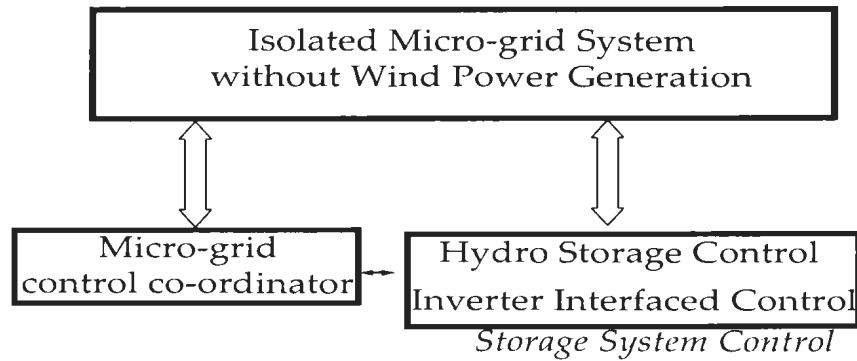 Isolated Micro-grid System
without Wind Power Generation
Micro-grid
control co-ordinator
Hydro Storage Control
Inverter Interfaced Control
Storage System Control